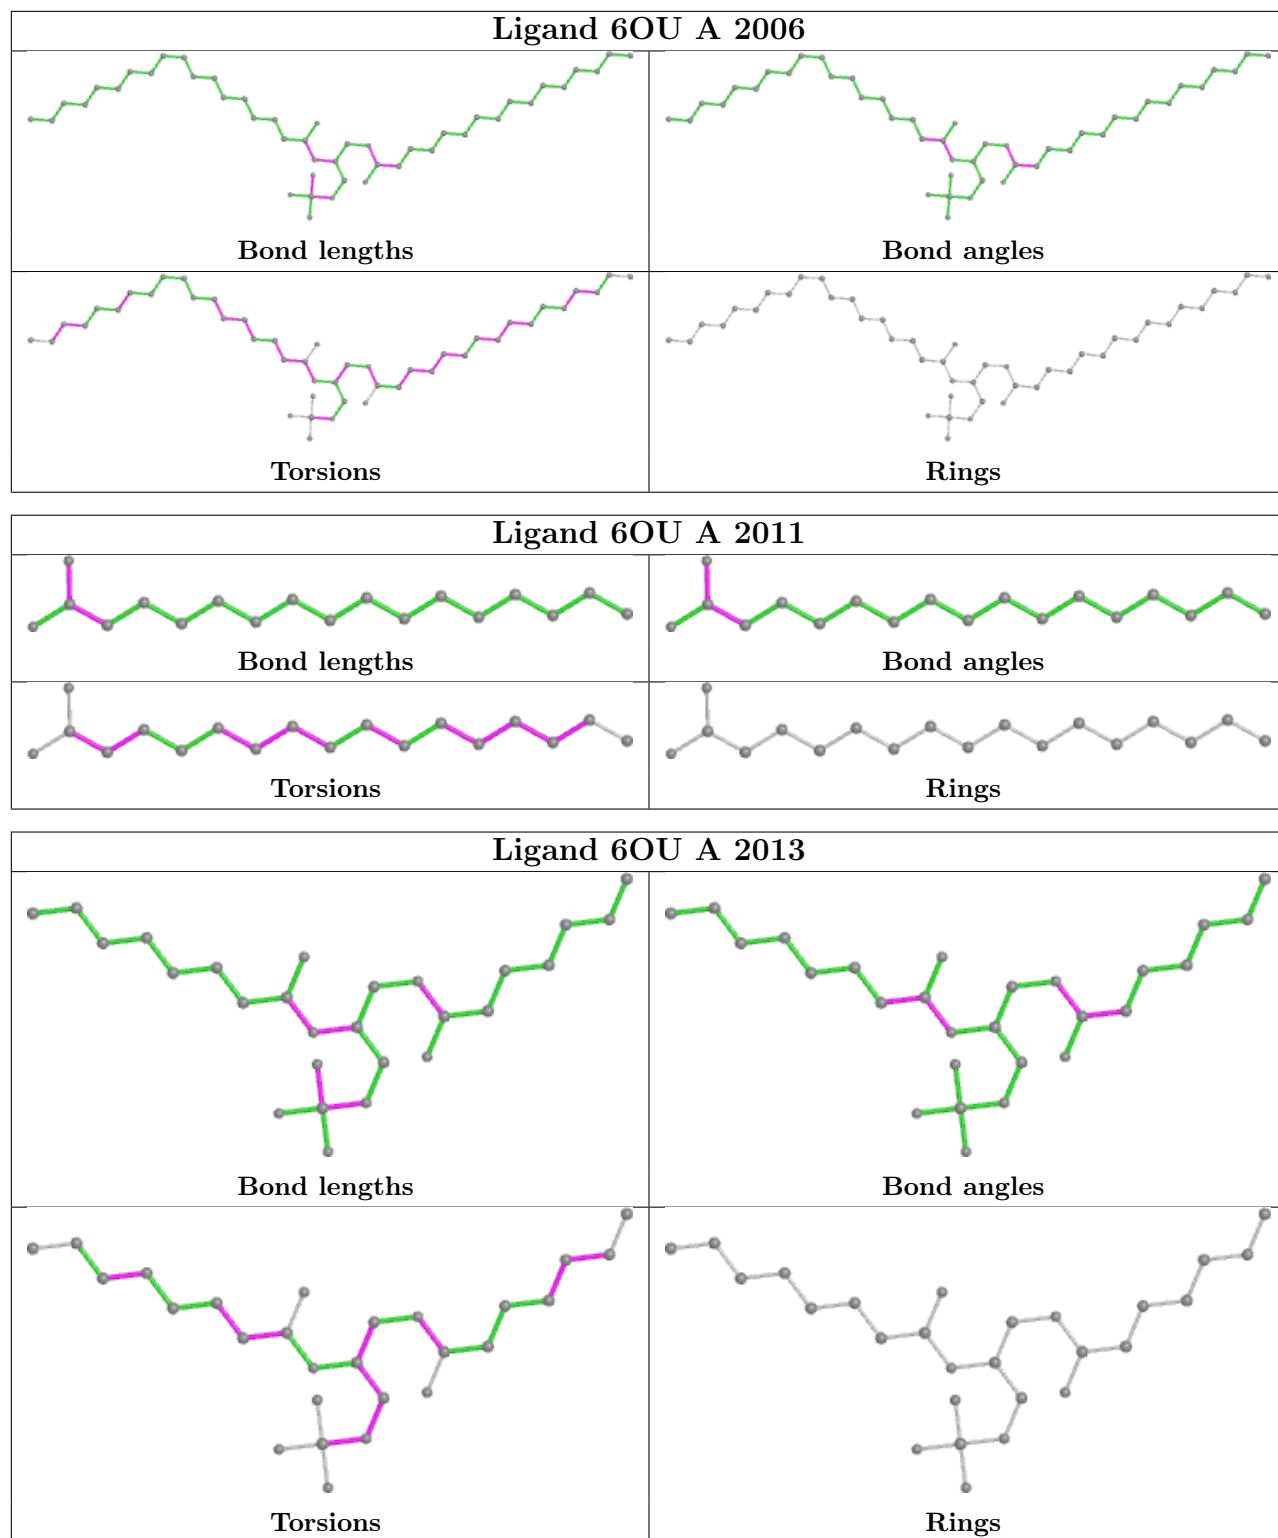 Ligand 6OU A 2006
Bond lengths
Bond angles
Torsions
Rings
Ligand 6OU A 2011
Bond lengths
Bond angles
Torsions
Rings
Ligand 6OU A 2013
Bond lengths
Bond angles
Torsions
Rings